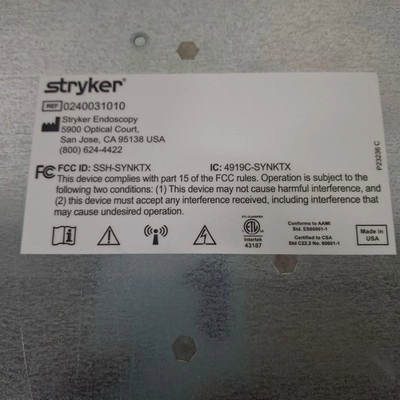 stryker®
REF 0240031010
Stryker Endoscopy
5900 Optical Court,
San Jose, CA 95138 USA
(800) 624-4422
FCC ID: SSH-SYNKTX IC: 4919C-SYNKTX
This device complies with part 15 of the FCC rules. Operation is subject to the
following two conditions: (1) This device may not cause harmful interference, and
(2) this device must accept any interference received, including interference that
may cause undesired operation.
ETL CLASSIFIED
Intertek
43187
Conforms to AAMI
Std. ES60601-1
Certified to CSA
Std C22.2 No. 60601-1
Made in
USA
P23236 C